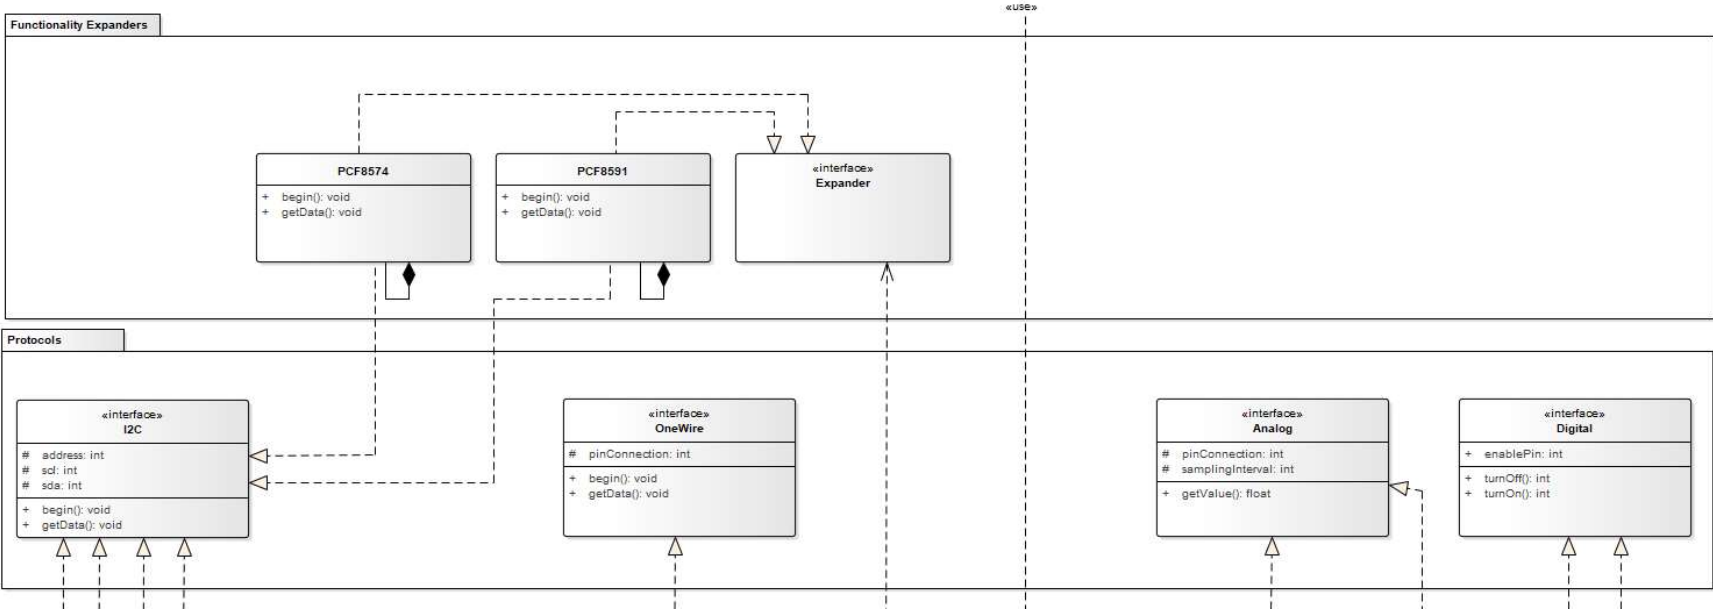 «use»
Functionality Expanders
PCF8574
+ begin(): void
+ getData(): void
PCF8591
+ begin(): void
+ getData(): void
«interface»
Expander
Protocols
«interface»
I2C
# address: int
# scl: int
# sda: int
+ begin(): void
+ getData(): void
«interface»
OneWire
# pinConnection: int
+ begin(): void
+ getData(): void
«interface»
Analog
# pinConnection: int
# samplingInterval: int
+ getValue(): float
«interface»
Digital
+ enablePin: int
+ turnOff(): int
+ turnOn(): int